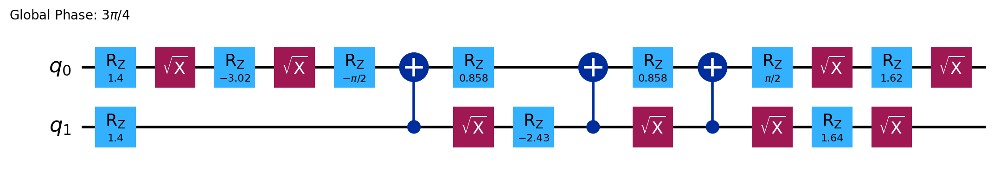 Global Phase: 3π/4
q0 RZ 1.4 √X RZ −3.02 √X RZ −π/2 RZ 0.858 RZ 0.858 RZ π/2 √X RZ 1.62 √X
q1 RZ 1.4 √X RZ −2.43 √X √X RZ 1.64 √X